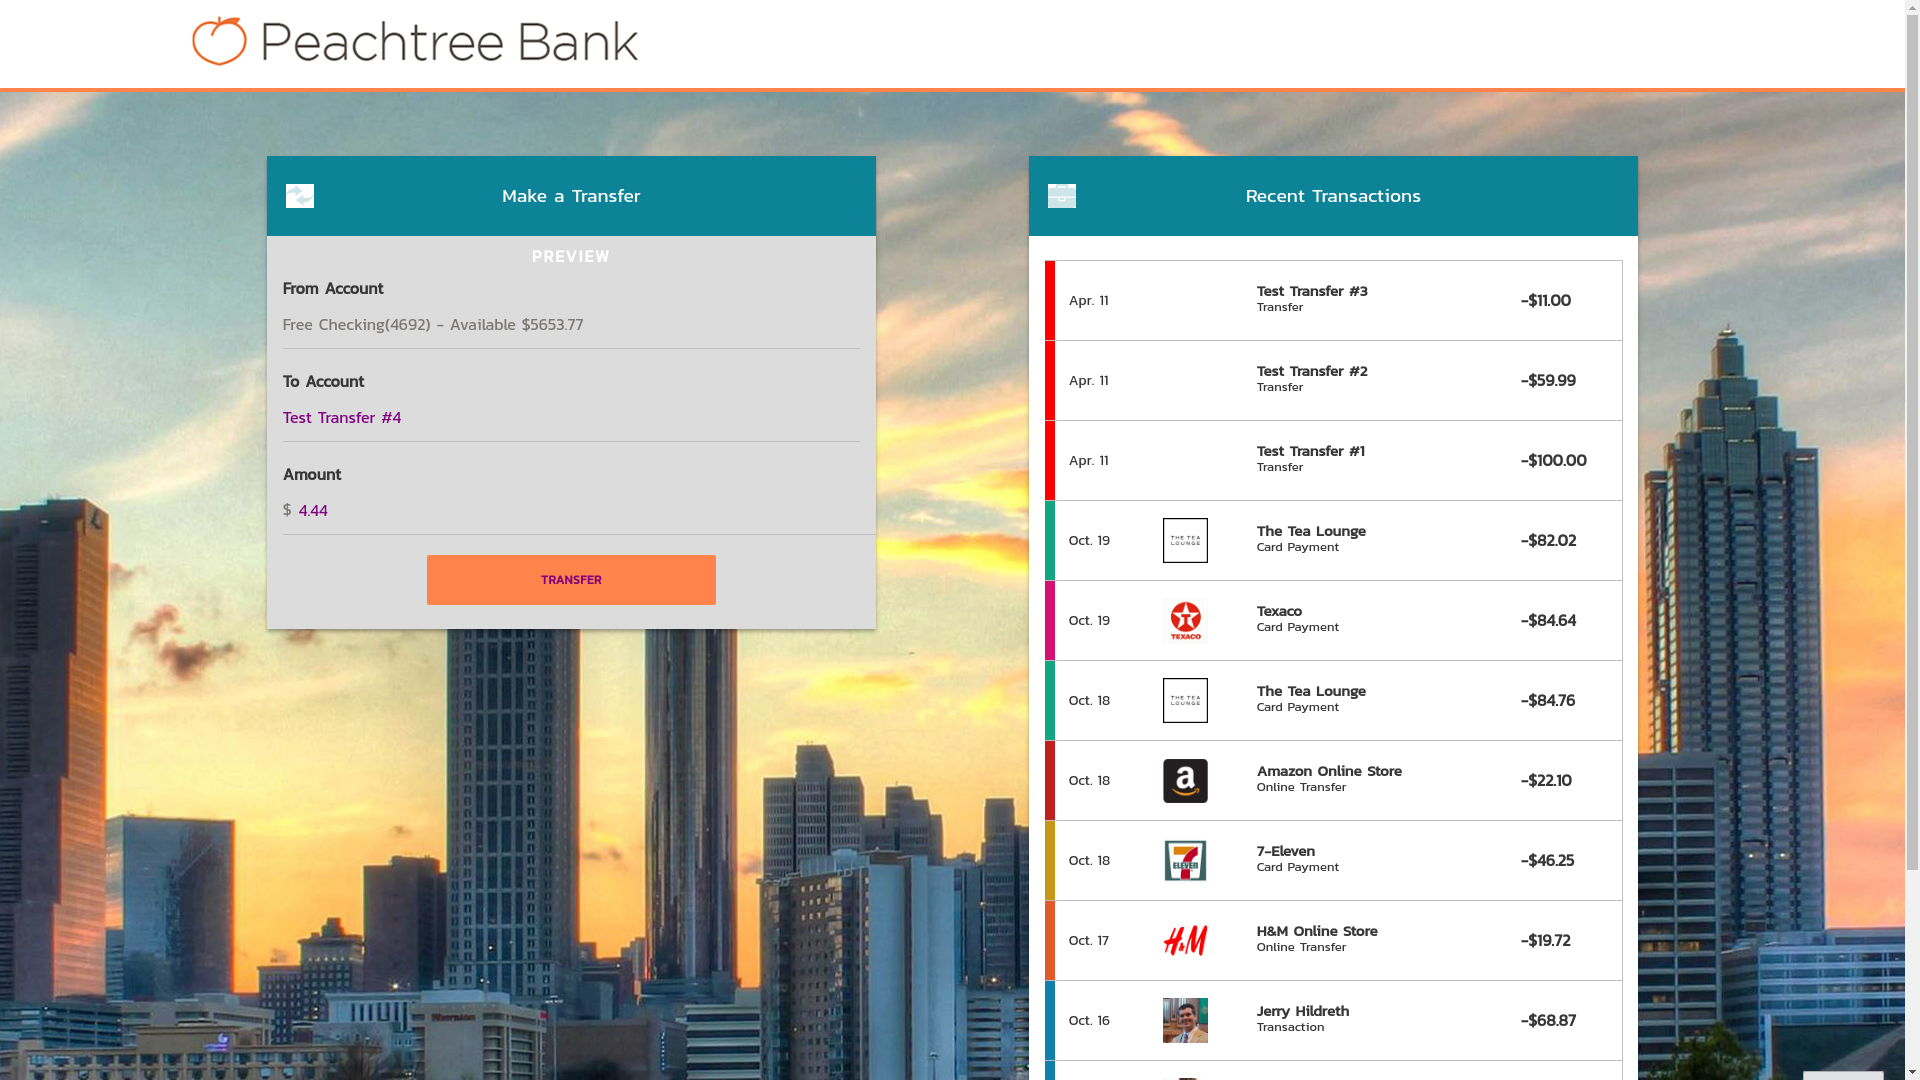 Peachtree Bank
Make a Transfer
PREVIEW
From Account
Free Checking(4692) - Available $5653.77
To Account
Test Transfer #4
Amount
$ 4.44
TRANSFER
Recent Transactions
Apr. 11 Test Transfer #3 -$11.00
Transfer
Apr. 11 Test Transfer #2 -$59.99
Transfer
Apr. 11 Test Transfer #1 -$100.00
Transfer
Oct. 19 THE TEA LOUNGE The Tea Lounge -$82.02
Card Payment
Oct. 19 TEXACO Texaco -$84.64
Card Payment
Oct. 18 THE TEA LOUNGE The Tea Lounge -$84.76
Card Payment
Oct. 18 a Amazon Online Store -$22.10
Online Transfer
Oct. 18 7 ELEVEN 7-Eleven -$46.25
Card Payment
Oct. 17 H&M H&M Online Store -$19.72
Online Transfer
Oct. 16 Jerry Hildreth -$68.87
Transaction